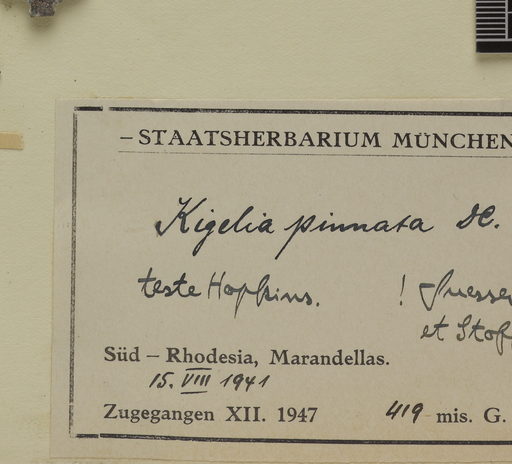 – STAATSHERBARIUM MÜNCHEN
Kigelia pinnata DC.
teste Hopkins. !
et
Süd – Rhodesia, Marandellas.
15. VIII 1941
Zugegangen XII. 1947 419 mis. G.